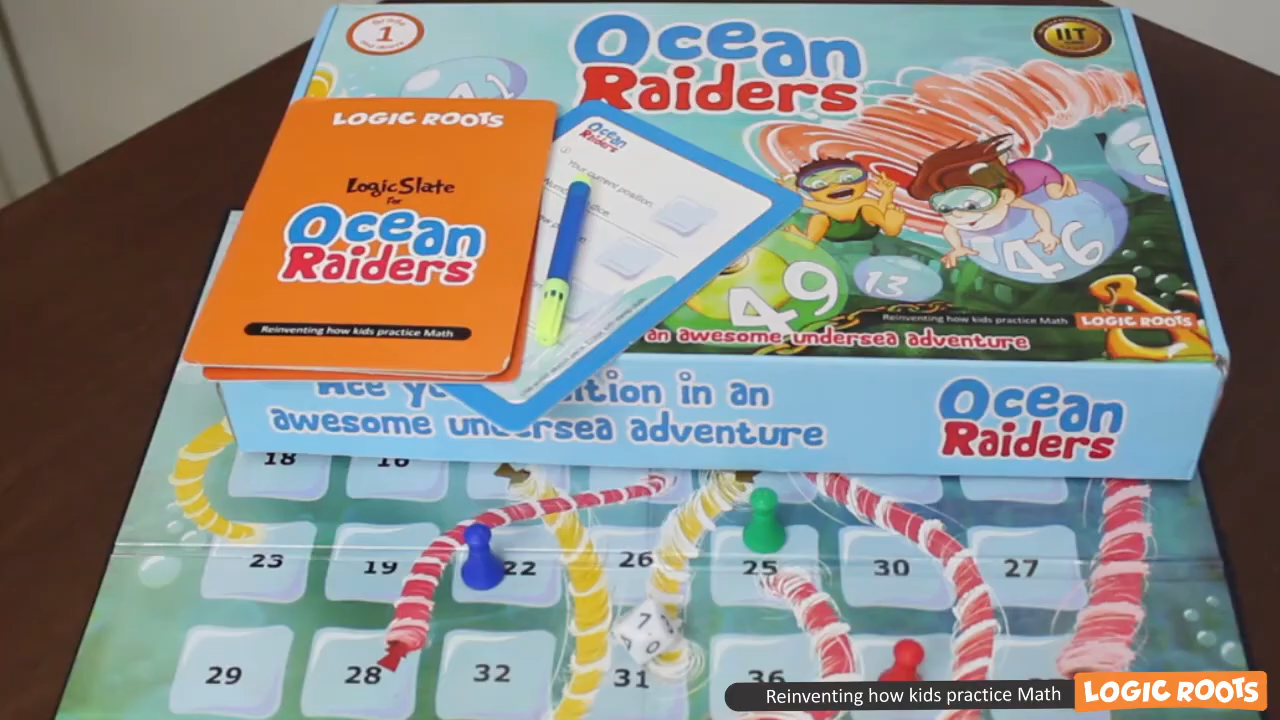 1
Ocean
Raiders
IIT
LOGIC ROOTS
LogicSlate
For
Ocean
Raiders
Reinventing how kids practice Math
Ocean
Raiders
Your current position
49
13
46
Reinventing how kids practice Math
LOGIC ROOTS
an awesome undersea adventure
in an
awesome undersea adventure
Ocean
Raiders
18 16
23 19 22 26 25 30 27
7
29 28 32 31 36
Reinventing how kids practice Math LOGIC ROOTS